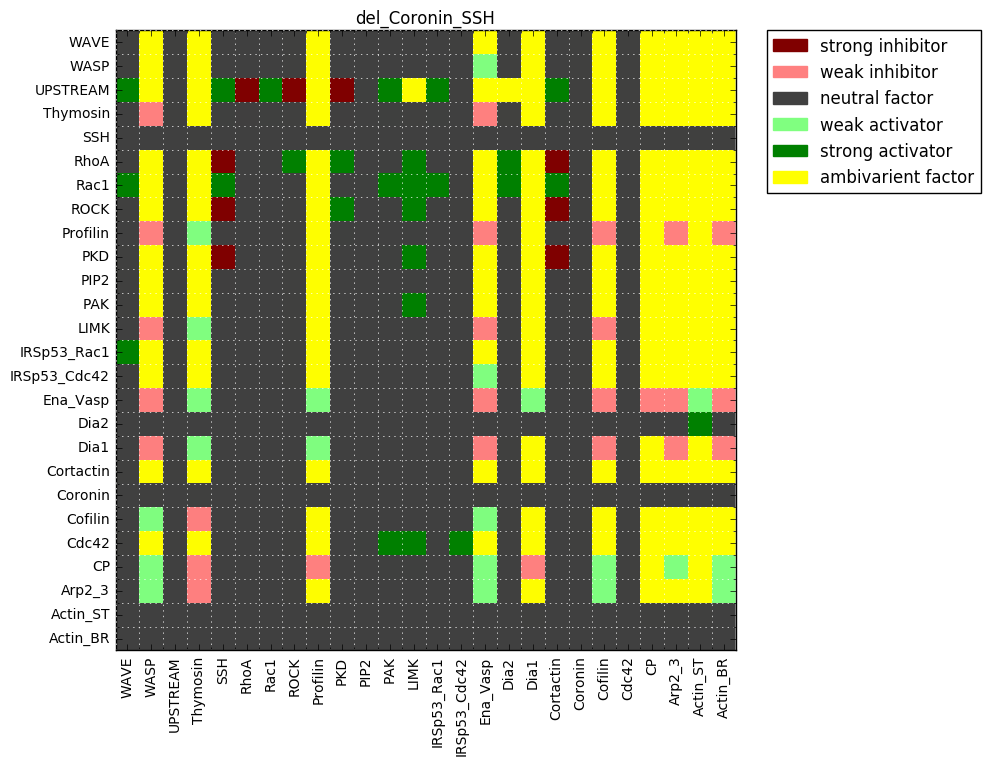 del_Coronin_SSH
WAVE
WASP
UPSTREAM
Thymosin
SSH
RhoA
Rac1
ROCK
Profilin
PKD
PIP2
PAK
LIMK
IRSp53_Rac1
IRSp53_Cdc42
Ena_Vasp
Dia2
Dia1
Cortactin
Coronin
Cofilin
Cdc42
CP
Arp2_3
Actin_ST
Actin_BR
WAVE
WASP
UPSTREAM
Thymosin
SSH
RhoA
Rac1
ROCK
Profilin
PKD
PIP2
PAK
LIMK
IRSp53_Rac1
IRSp53_Cdc42
Ena_Vasp
Dia2
Dia1
Cortactin
Coronin
Cofilin
Cdc42
CP
Arp2_3
Actin_ST
Actin_BR
strong inhibitor
weak inhibitor
neutral factor
weak activator
strong activator
ambivarient factor